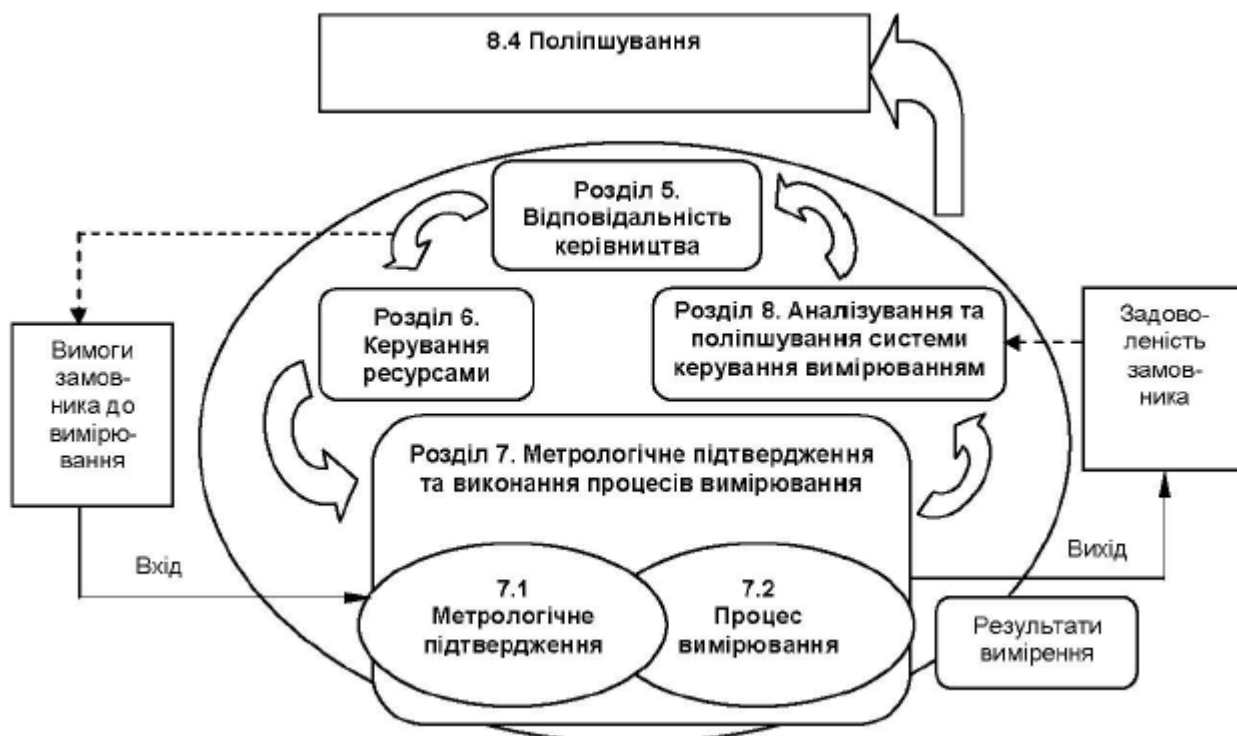 8.4 Поліпшування
Розділ 5.
Відповідальність
керівництва
Розділ 6.
Керування
ресурсами
Розділ 8. Аналізування та
поліпшування системи
керування вимірюванням
Вимоги
замов-
ника до
вимірю-
вання
Задово-
леність
замов-
ника
Розділ 7. Метрологічне підтвердження
та виконання процесів вимірювання
Вхід
Вихід
7.1
Метрологічне
підтвердження
7.2
Процес
вимірювання
Результати
вимірення